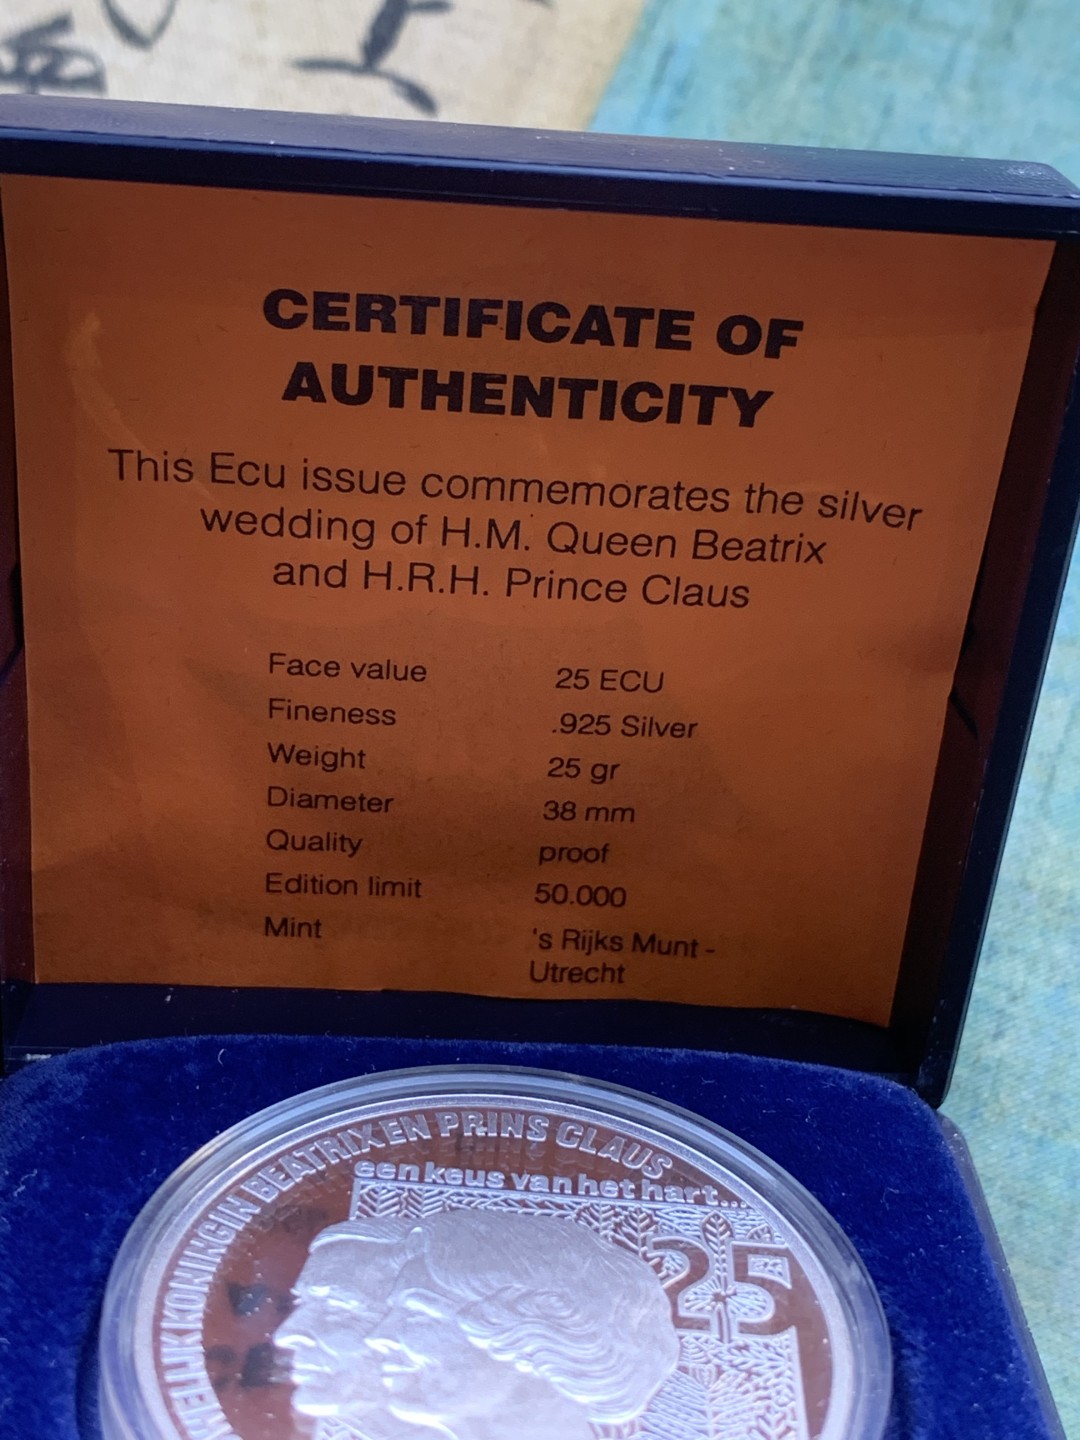 CERTIFICATE OF
AUTHENTICITY
This Ecu issue commemorates the silver
wedding of H.M. Queen Beatrix
and H.R.H. Prince Claus
Face value 25 ECU
Fineness .925 Silver
Weight 25 gr
Diameter 38 mm
Quality proof
Edition limit 50.000
Mint 's Rijks Munt -
Utrecht
KONINGIN BEATRIX EN PRINS CLAUS
een keus van het hart...
25